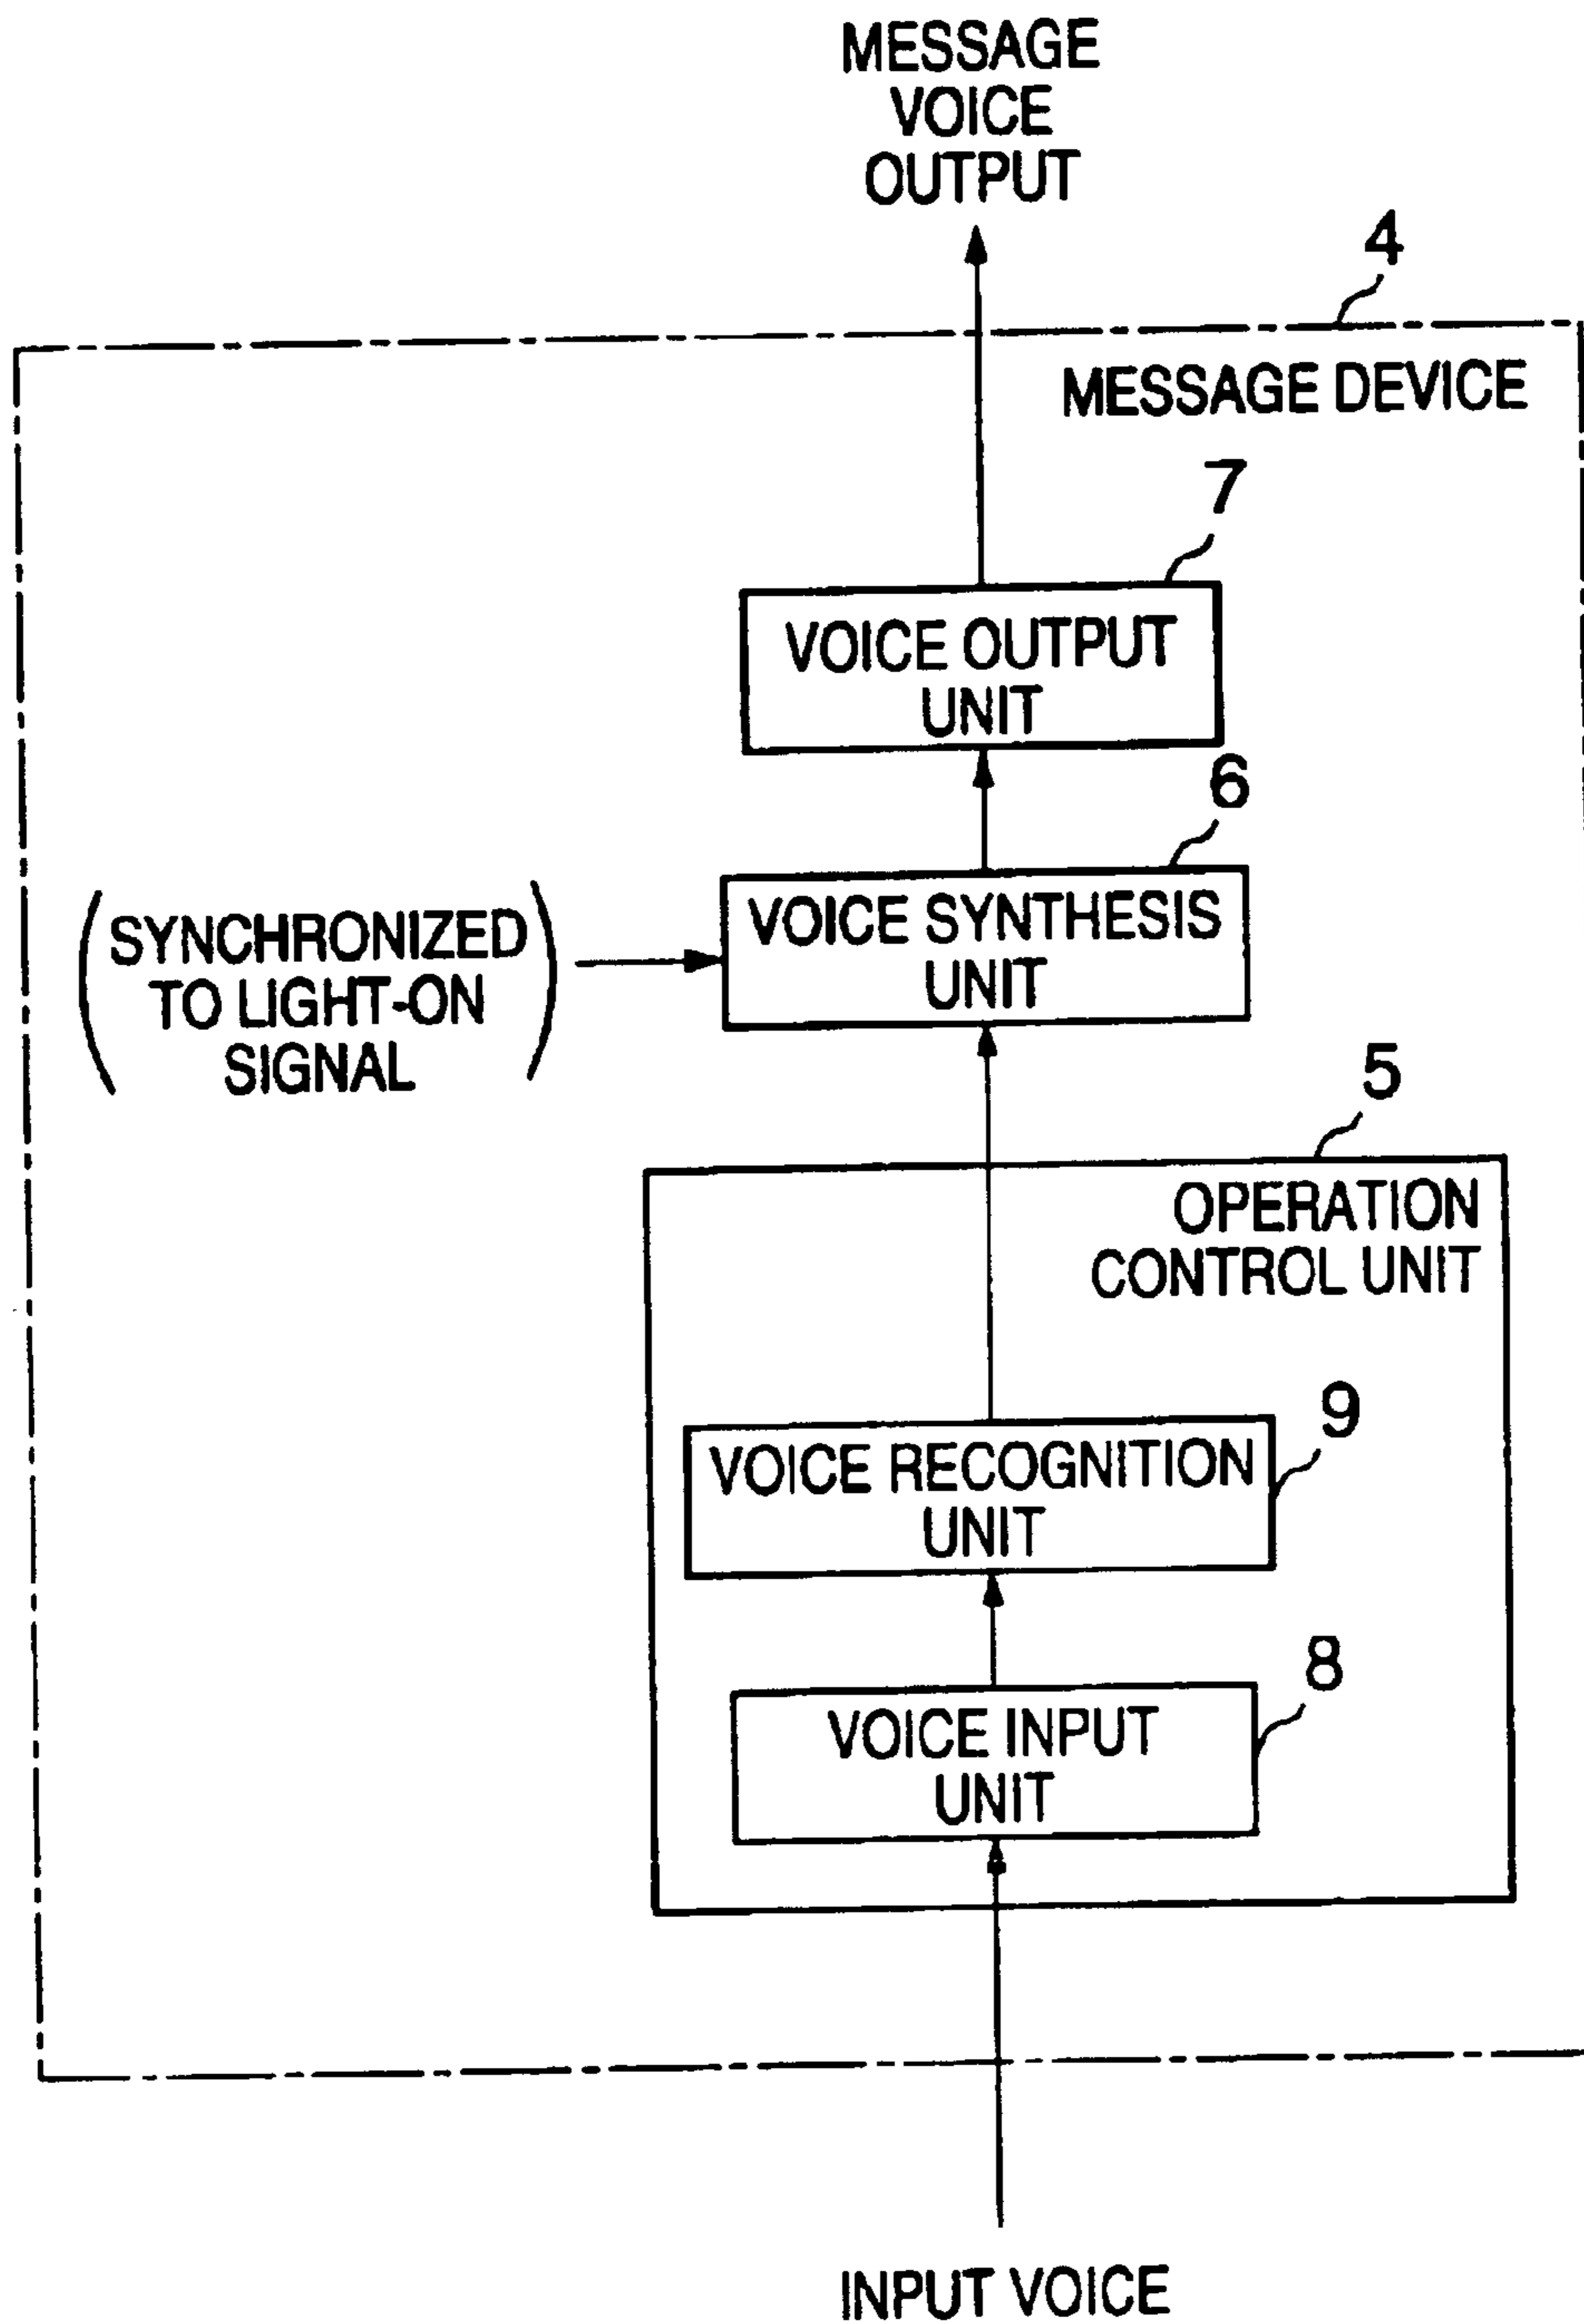 MESSAGE
VOICE
OUTPUT
4
MESSAGE DEVICE
7
VOICE OUTPUT
UNIT
6
VOICE SYNTHESIS
UNIT
(SYNCHRONIZED
TO LIGHT-ON
SIGNAL)
5
OPERATION
CONTROL UNIT
9
VOICE RECOGNITION
UNIT
8
VOICE INPUT
UNIT
INPUT VOICE